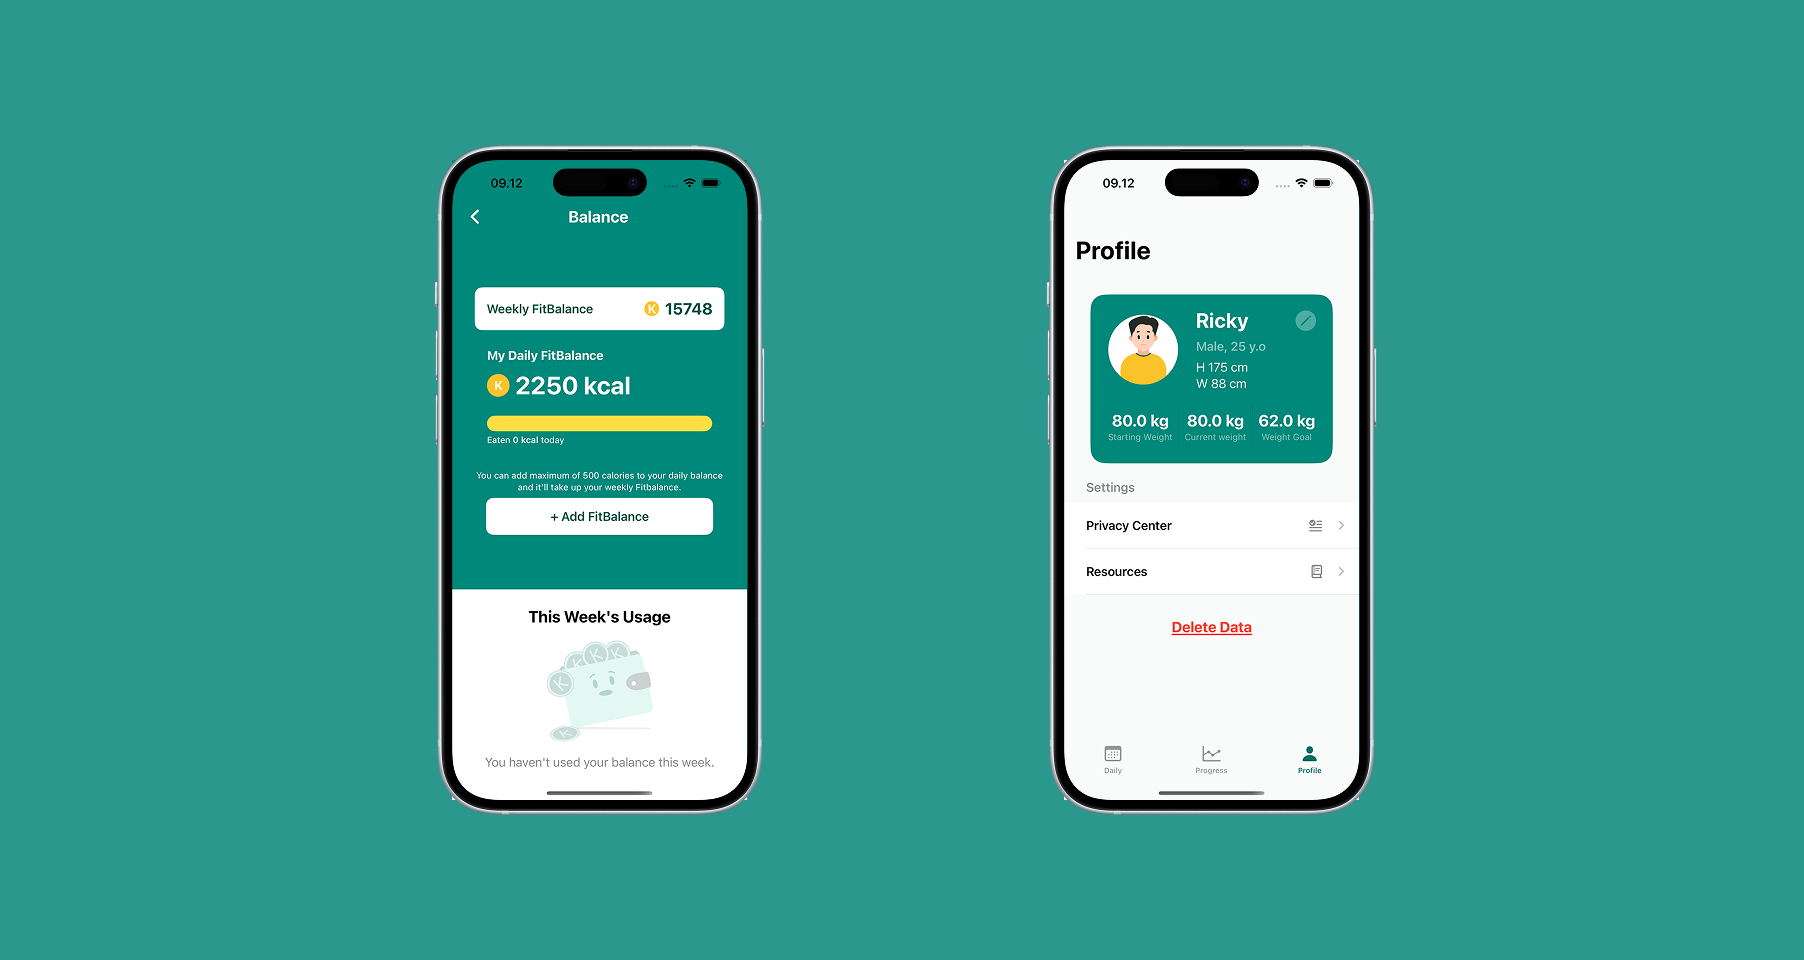 09.12
Balance
Weekly FitBalance K 15748
My Daily FitBalance
K 2250 kcal
Eaten 0 kcal today
You can add maximum of 500 calories to your daily balance
and it'll take up your weekly Fitbalance.
+ Add FitBalance
This Week's Usage
K K K K
K
K
You haven't used your balance this week.
09.12
Profile
Ricky
Male, 25 y.o
H 175 cm
W 88 cm
80.0 kg 80.0 kg 62.0 kg
Starting Weight Current weight Weight Goal
Settings
Privacy Center
Resources
Delete Data
Daily Progress Profile